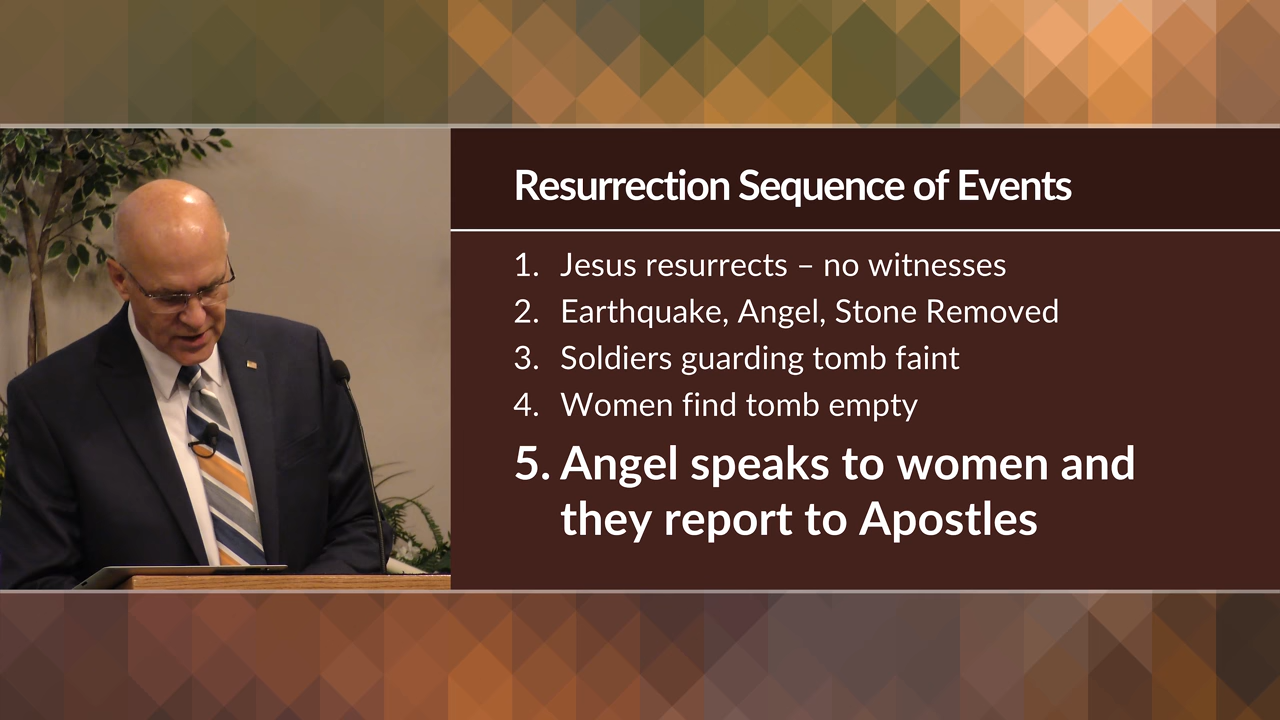 Resurrection Sequence of Events
1. Jesus resurrects – no witnesses
2. Earthquake, Angel, Stone Removed
3. Soldiers guarding tomb faint
4. Women find tomb empty
5. Angel speaks to women and
they report to Apostles